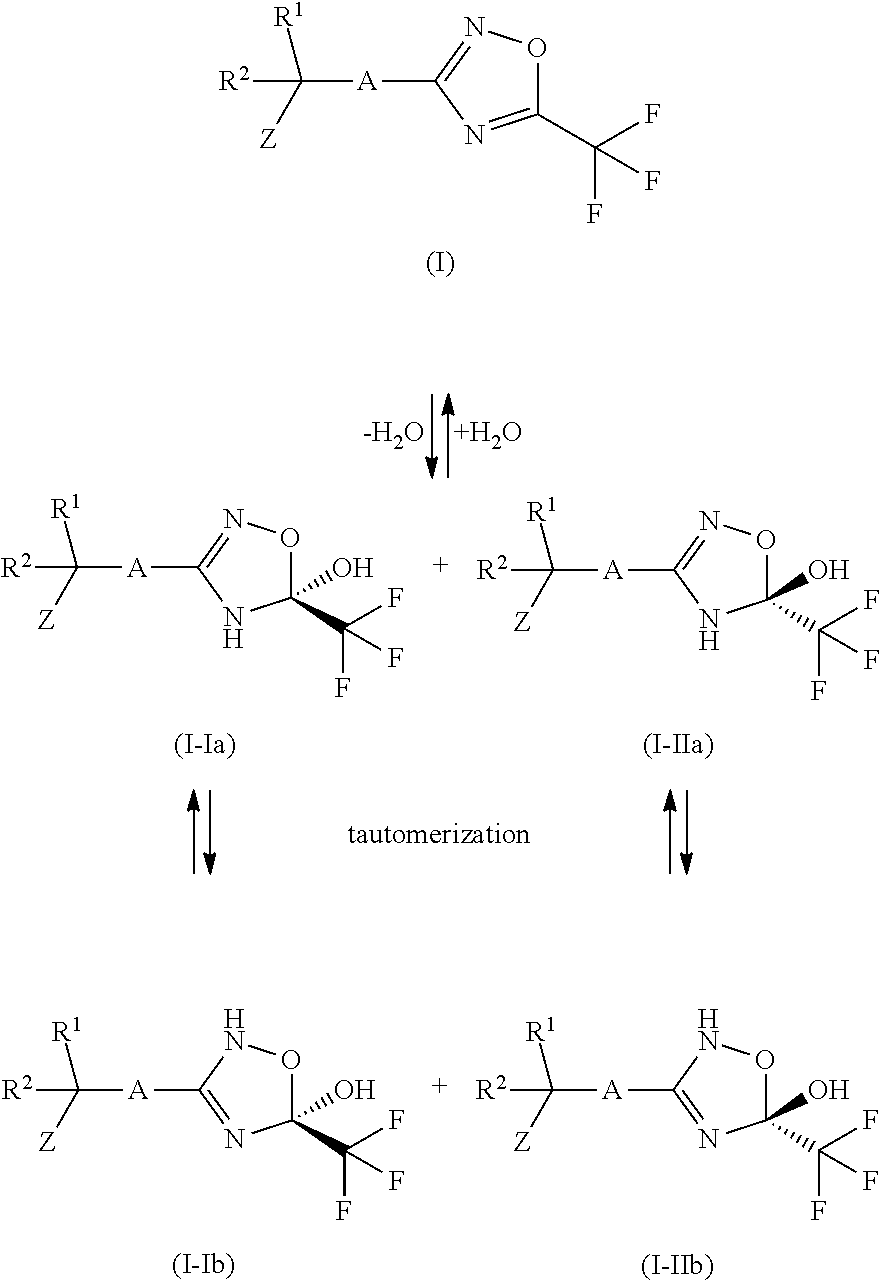 R¹
N O
R² A
N
Z
F
F
F
(I)
-H₂O +H₂O
R¹ N O R¹ N O
R² A OH + R² A OH
Z N H F F F Z N H F F F
(I-Ia) (I-IIa)
tautomerization
H H
R¹ N O R¹ N O
R² A OH + R² A OH
Z N F F F Z N F F F
(I-Ib) (I-IIb)